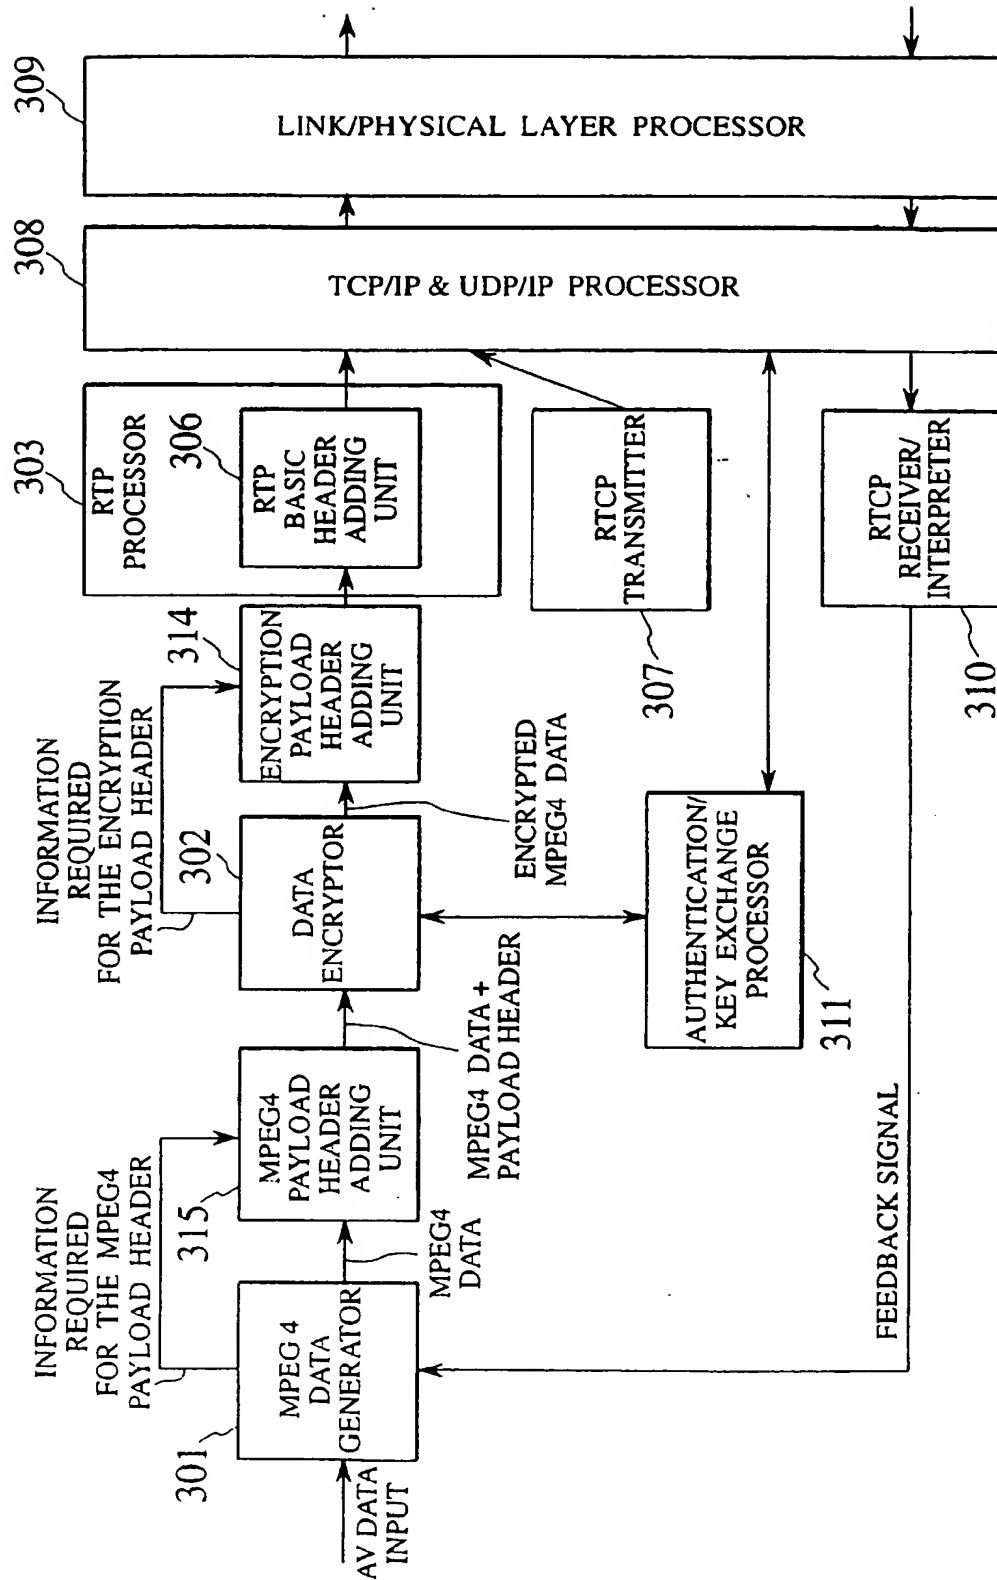 AV DATA
INPUT
301
MPEG 4
DATA
GENERATOR
INFORMATION
REQUIRED
FOR THE MPEG4
PAYLOAD HEADER
MPEG4
DATA
315
MPEG4
PAYLOAD
HEADER
ADDING
UNIT
MPEG4 DATA +
PAYLOAD HEADER
302
DATA
ENCRYPTOR
INFORMATION
REQUIRED
FOR THE ENCRYPTION
PAYLOAD HEADER
ENCRYPTED
MPEG4 DATA
314
ENCRYPTION
PAYLOAD
HEADER
ADDING
UNIT
303
RTP
PROCESSOR
306
RTP
BASIC
HEADER
ADDING
UNIT
RTCP
TRANSMITTER
307
AUTHENTICATION/
KEY EXCHANGE
PROCESSOR
311
RTCP
RECEIVER/
INTERPRETER
310
FEEDBACK SIGNAL
308
TCP/IP & UDP/IP PROCESSOR
309
LINK/PHYSICAL LAYER PROCESSOR